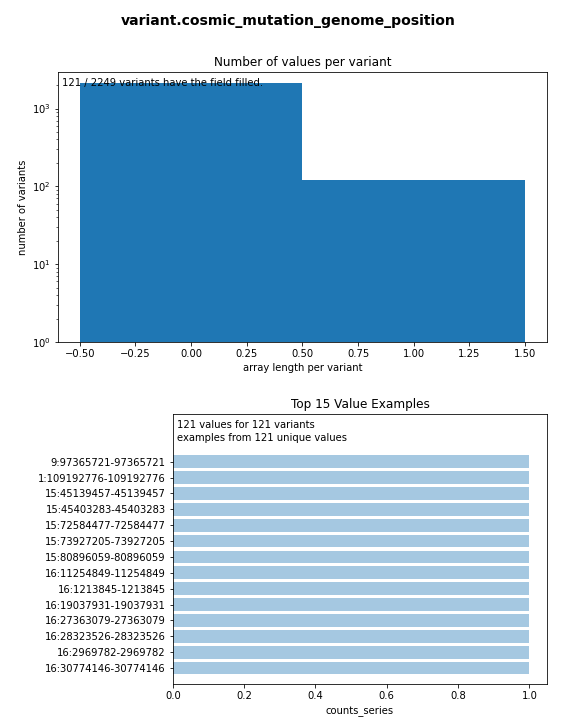 variant.cosmic_mutation_genome_position
Number of values per variant
121 / 2249 variants have the field filled.
number of variants
10³
10²
10¹
10⁰
−0.50 −0.25 0.00 0.25 0.50 0.75 1.00 1.25 1.50
array length per variant
Top 15 Value Examples
121 values for 121 variants
examples from 121 unique values
9:97365721-97365721
1:109192776-109192776
15:45139457-45139457
15:45403283-45403283
15:72584477-72584477
15:73927205-73927205
15:80896059-80896059
16:11254849-11254849
16:1213845-1213845
16:19037931-19037931
16:27363079-27363079
16:28323526-28323526
16:2969782-2969782
16:30774146-30774146
0.0 0.2 0.4 0.6 0.8 1.0
counts_series